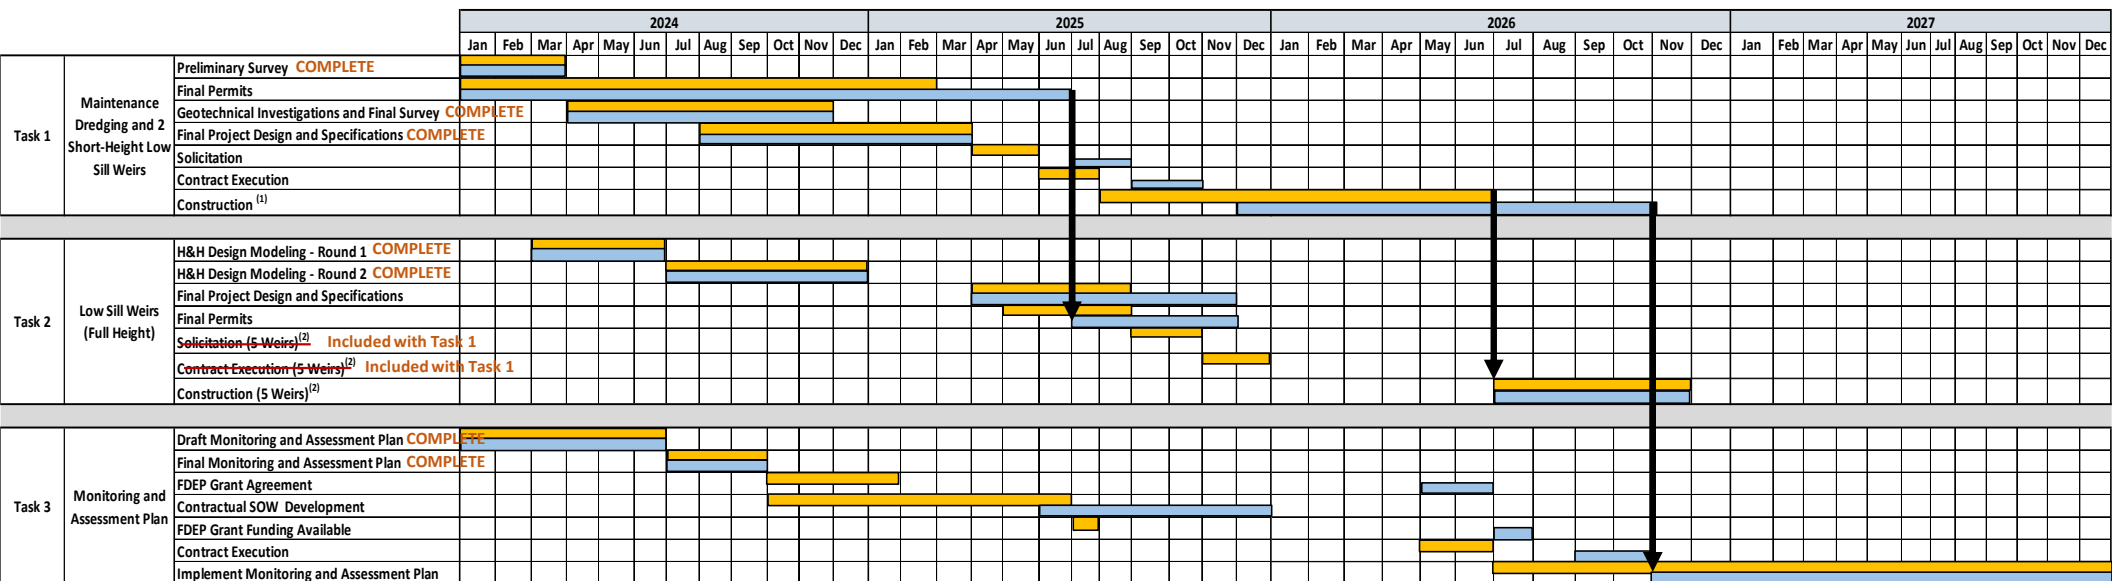 2024 2025 2026 2027
Jan Feb Mar Apr May Jun Jul Aug Sep Oct Nov Dec Jan Feb Mar Apr May Jun Jul Aug Sep Oct Nov Dec Jan Feb Mar Apr May Jun Jul Aug Sep Oct Nov Dec Jan Feb Mar Apr May Jun Jul Aug Sep Oct Nov Dec
Task 1
Maintenance
Dredging and 2
Short-Height Low
Sill Weirs
Preliminary Survey COMPLETE
Final Permits
Geotechnical Investigations and Final Survey COMPLETE
Final Project Design and Specifications COMPLETE
Solicitation
Contract Execution
Construction (1)
Task 2
Low Sill Weirs
(Full Height)
H&H Design Modeling - Round 1 COMPLETE
H&H Design Modeling - Round 2 COMPLETE
Final Project Design and Specifications
Final Permits
Solicitation (5 Weirs)(2) Included with Task 1
Contract Execution (5 Weirs)(2) Included with Task 1
Construction (5 Weirs)(2)
Task 3
Monitoring and
Assessment Plan
Draft Monitoring and Assessment Plan COMPLETE
Final Monitoring and Assessment Plan COMPLETE
FDEP Grant Agreement
Contractual SOW Development
FDEP Grant Funding Available
Contract Execution
Implement Monitoring and Assessment Plan